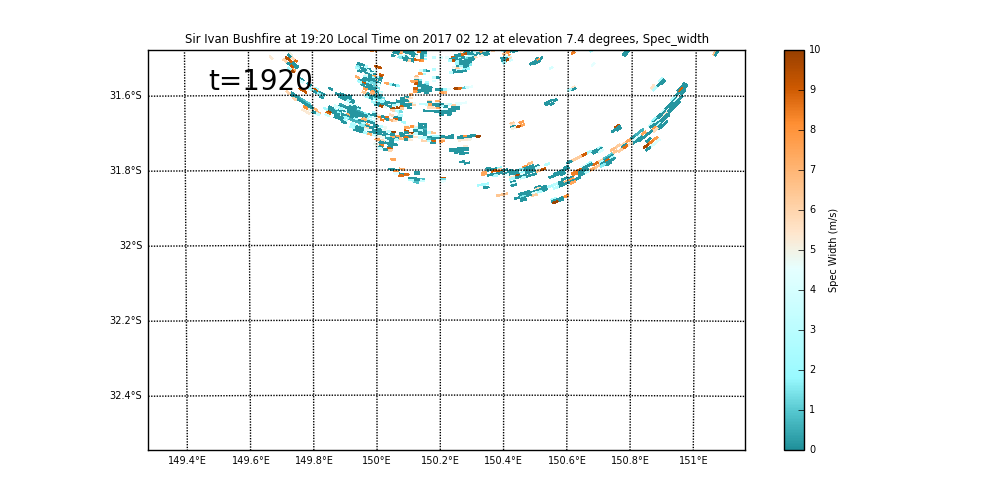 Sir Ivan Bushfire at 19:20 Local Time on 2017 02 12 at elevation 7.4 degrees, Spec_width
t=1920
31.6°S
31.8°S
32°S
32.2°S
32.4°S
149.4°E 149.6°E 149.8°E 150°E 150.2°E 150.4°E 150.6°E 150.8°E 151°E
10
9
8
7
6
5
4
3
2
1
0
Spec Width (m/s)